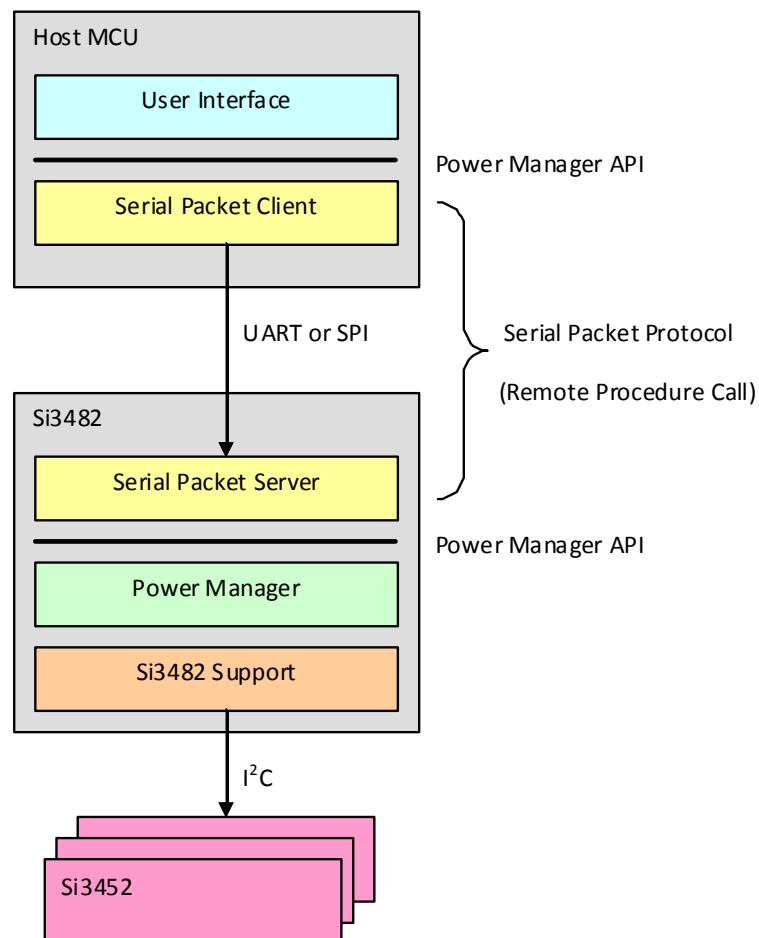 Host MCU
User Interface
Power Manager API
Serial Packet Client
UART or SPI
Serial Packet Protocol
(Remote Procedure Call)
Si3482
Serial Packet Server
Power Manager API
Power Manager
Si3482 Support
I²C
Si3452